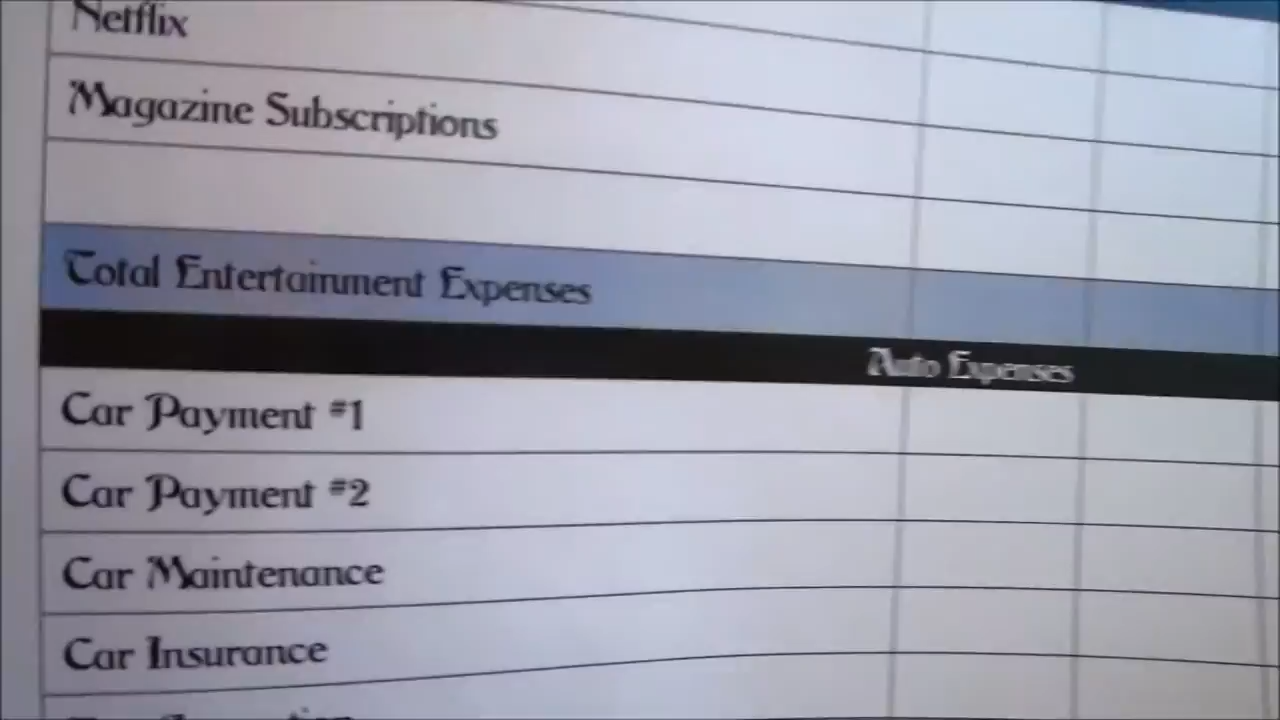 Netflix
Magazine Subscriptions
Total Entertainment Expenses
Auto Expenses
Car Payment #1
Car Payment #2
Car Maintenance
Car Insurance